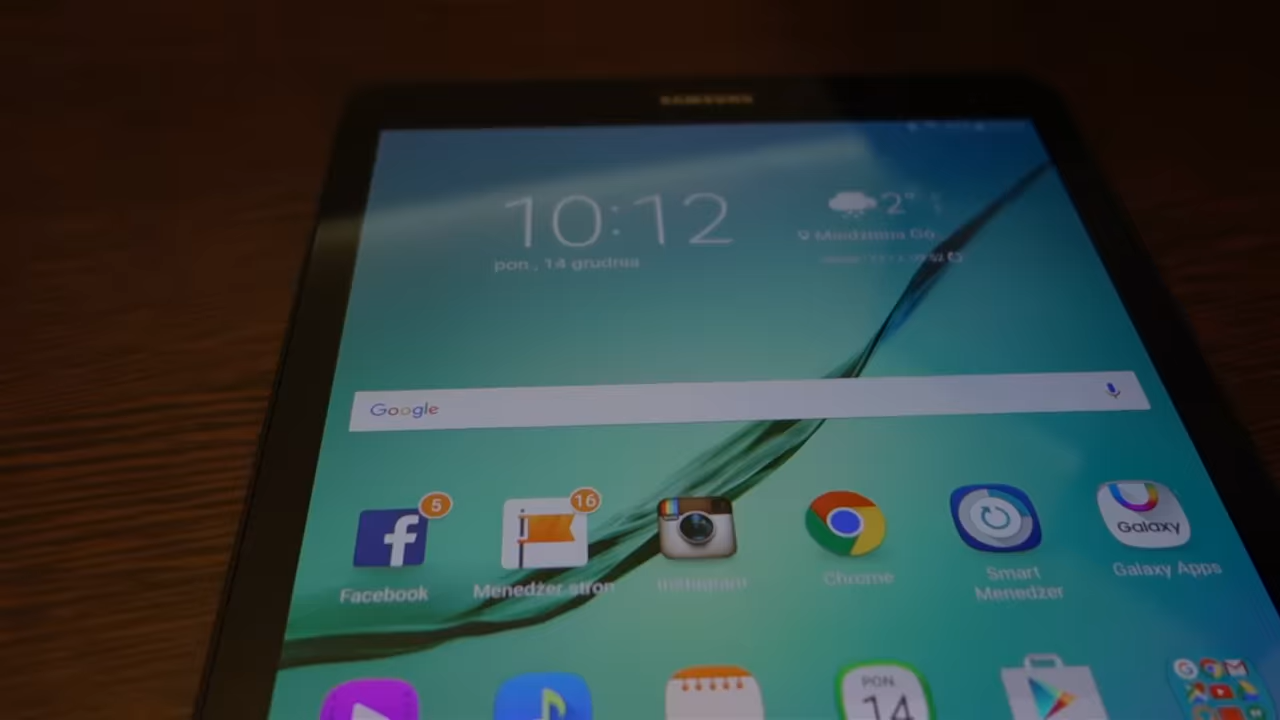 SAMSUNG
10:12
2°
pon., 14 grudnia
Google
5
16
Facebook
Menedżer stron
Instagram
Chrome
Smart
Menedżer
Galaxy
Galaxy Apps
PON.
14
G